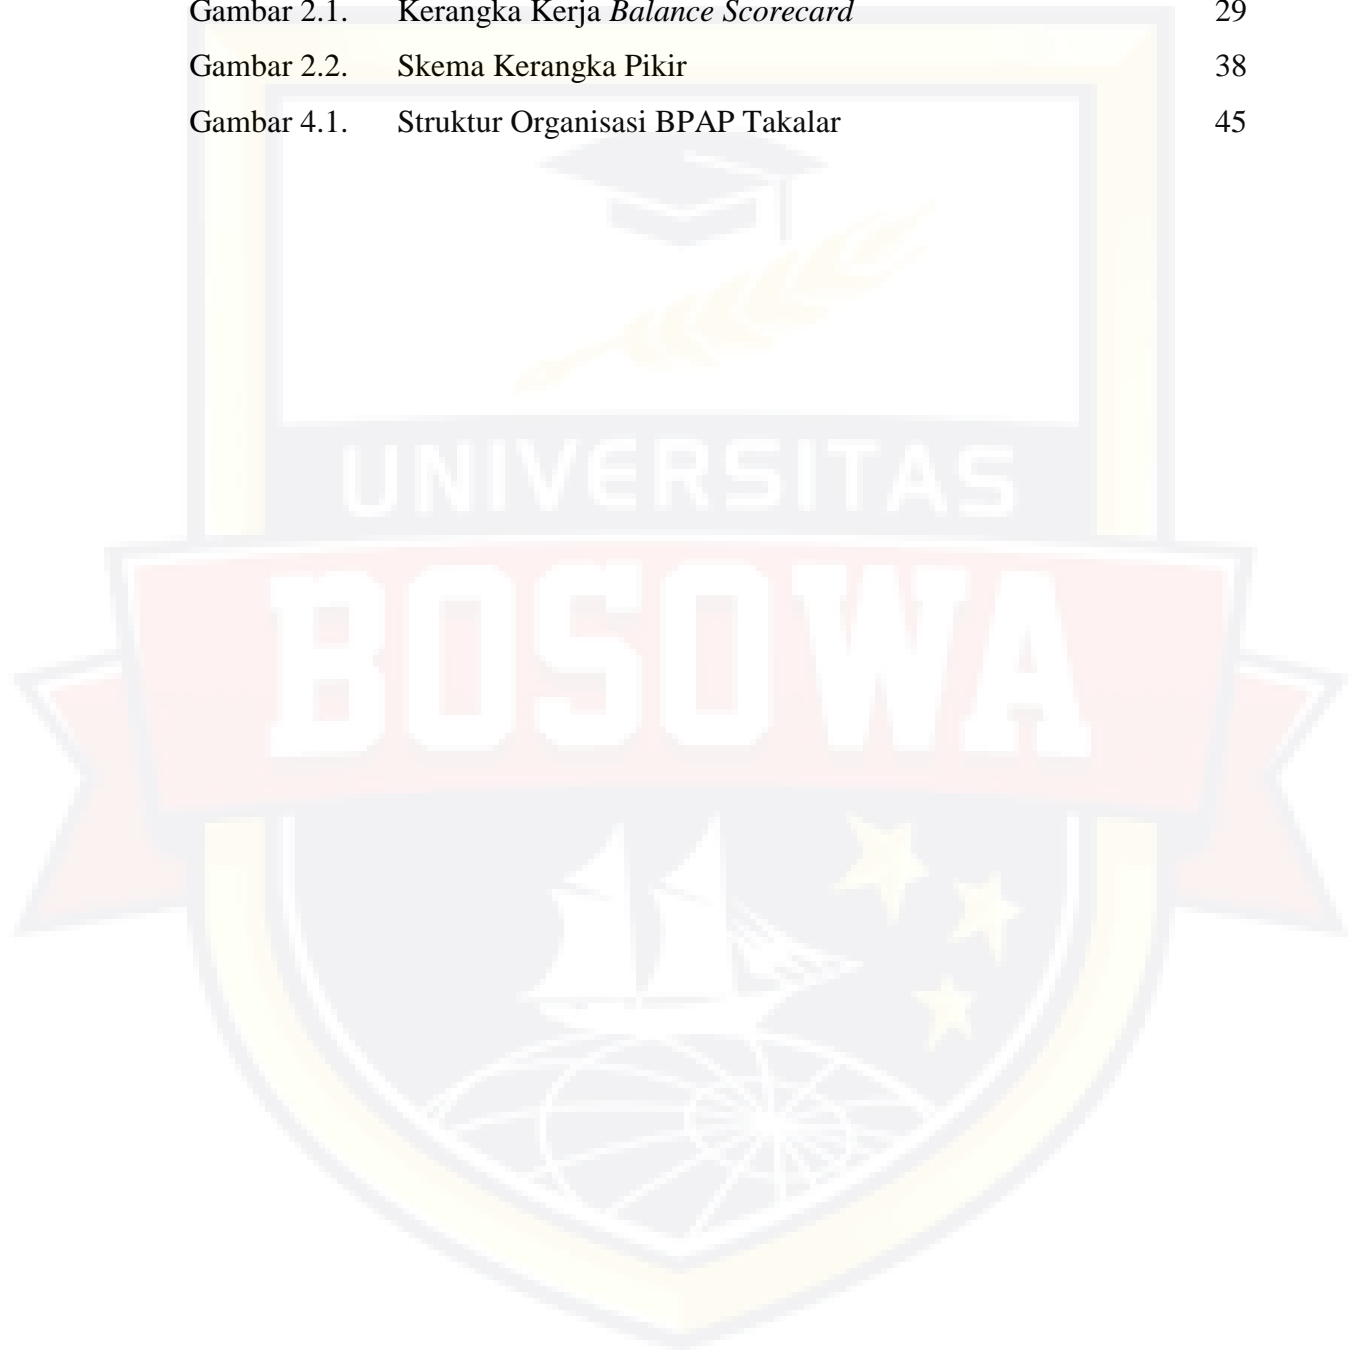 Gambar 2.1. Kerangka Kerja Balance Scorecard 29
Gambar 2.2. Skema Kerangka Pikir 38
Gambar 4.1. Struktur Organisasi BPAP Takalar 45
UNIVERSITAS
BOSOWA